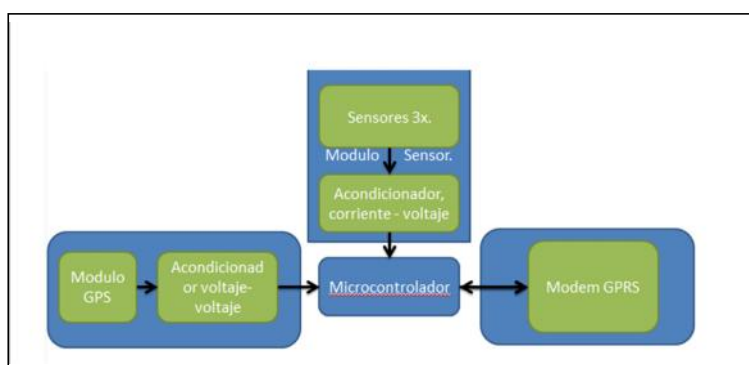 Sensores 3x.
Modulo Sensor.
Acondicionador,
corriente - voltaje
Modulo
GPS
Acondicionad
or voltaje-
voltaje
Microcontrolador
Modem GPRS